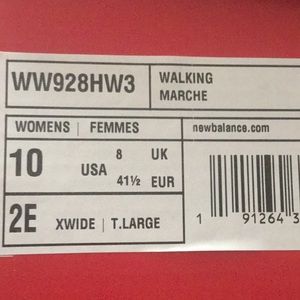 WW928HW3
WALKING
MARCHE
WOMENS | FEMMES
newbalance.com
10 USA 8 UK
41½ EUR
2E XWIDE | T.LARGE
1 91264 3